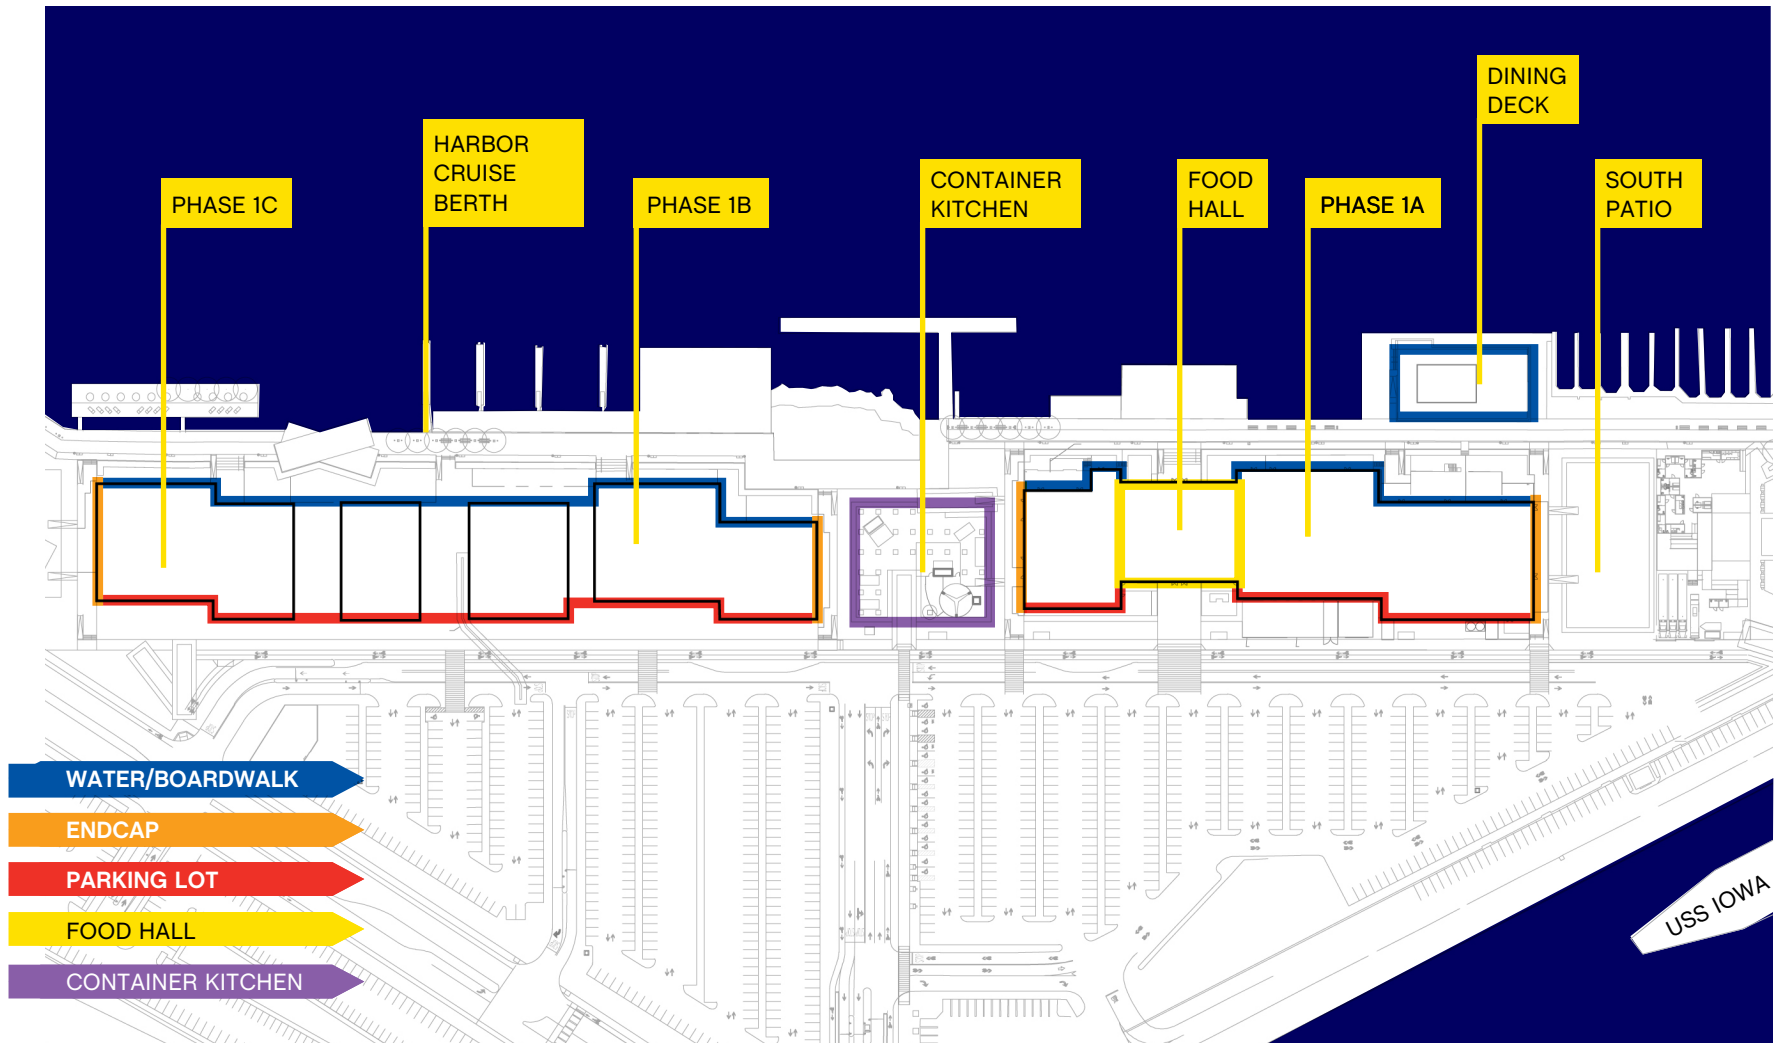 DINING
DECK
HARBOR
CRUISE
BERTH
CONTAINER
KITCHEN
FOOD
HALL
SOUTH
PATIO
PHASE 1C
PHASE 1B
PHASE 1A
WATER/BOARDWALK
ENDCAP
PARKING LOT
FOOD HALL
CONTAINER KITCHEN
USS IOWA